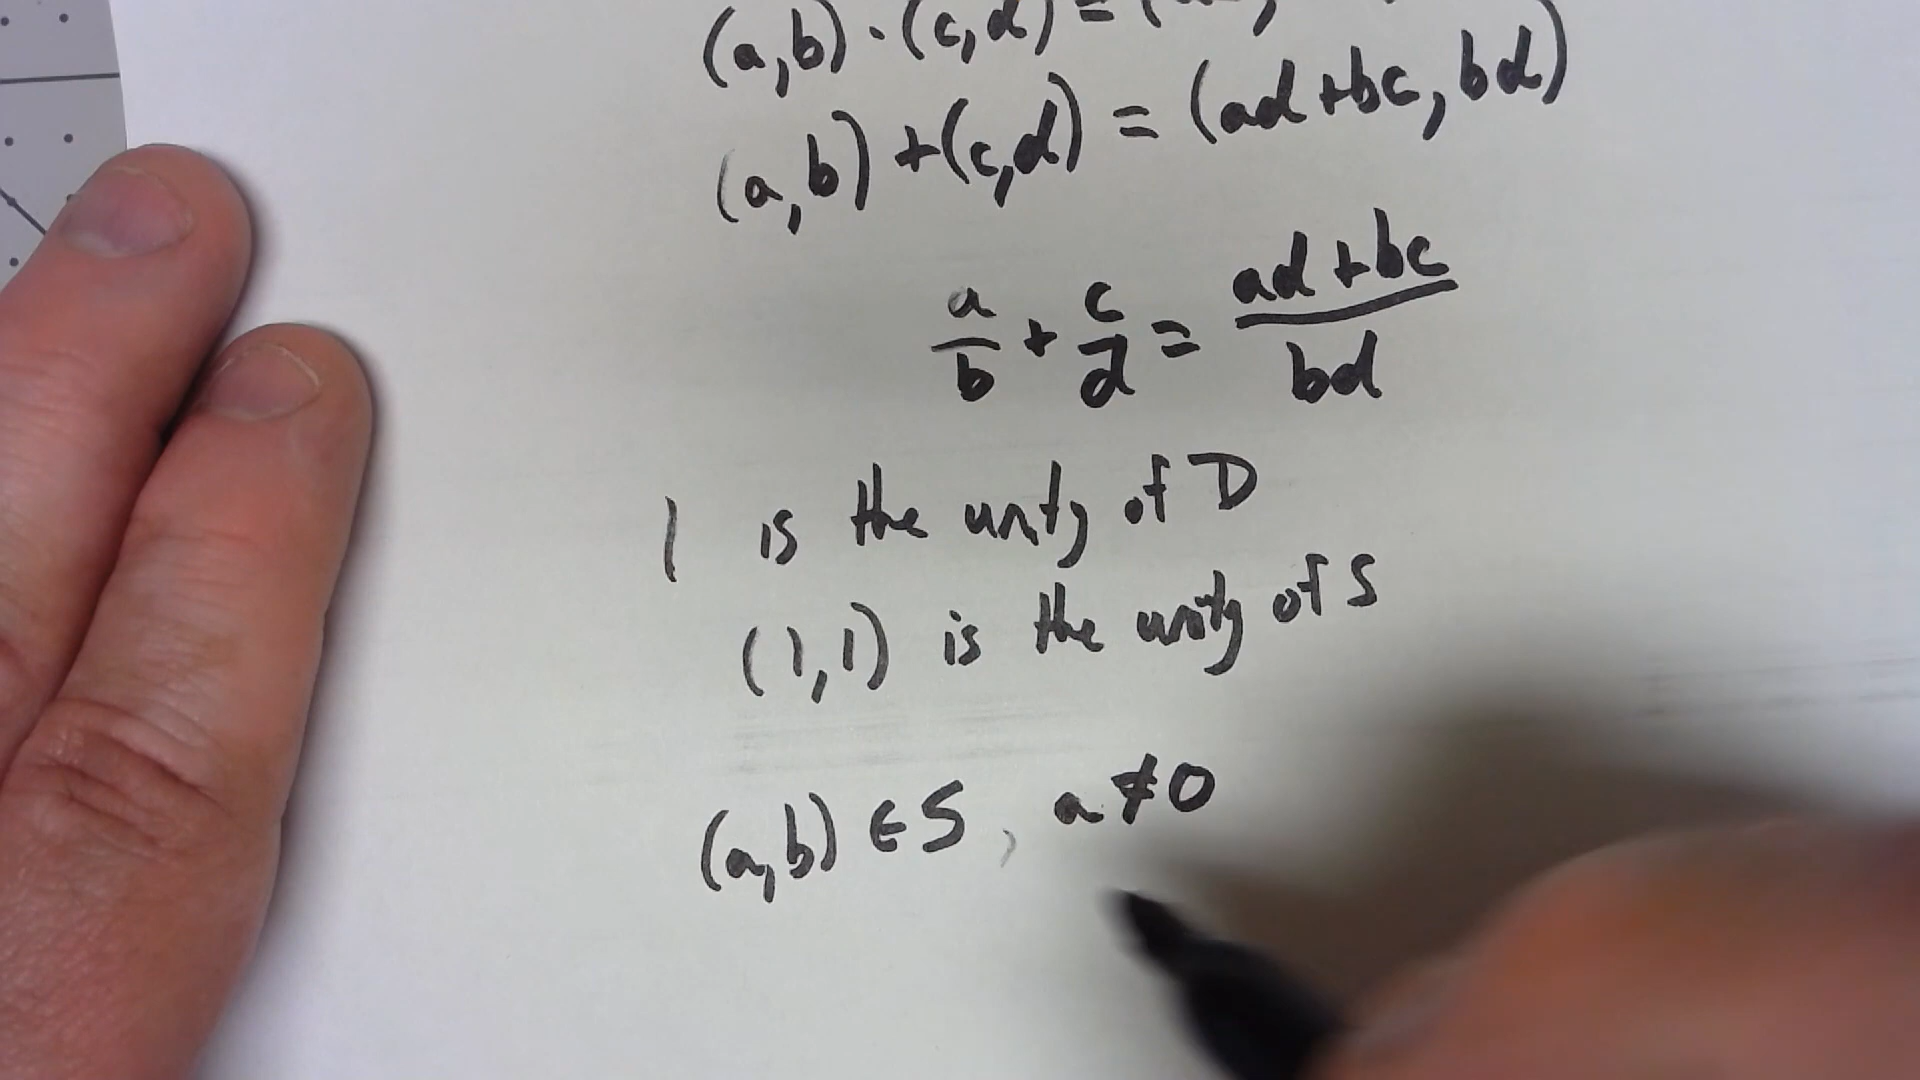 (a,b)·(c,d)=(
(a,b)+(c,d)=(ad+bc,bd)
a/b + c/d = ad+bc/bd
1 is the unity of D
(1,1) is the unity of S
(a,b)∈S, a≠0